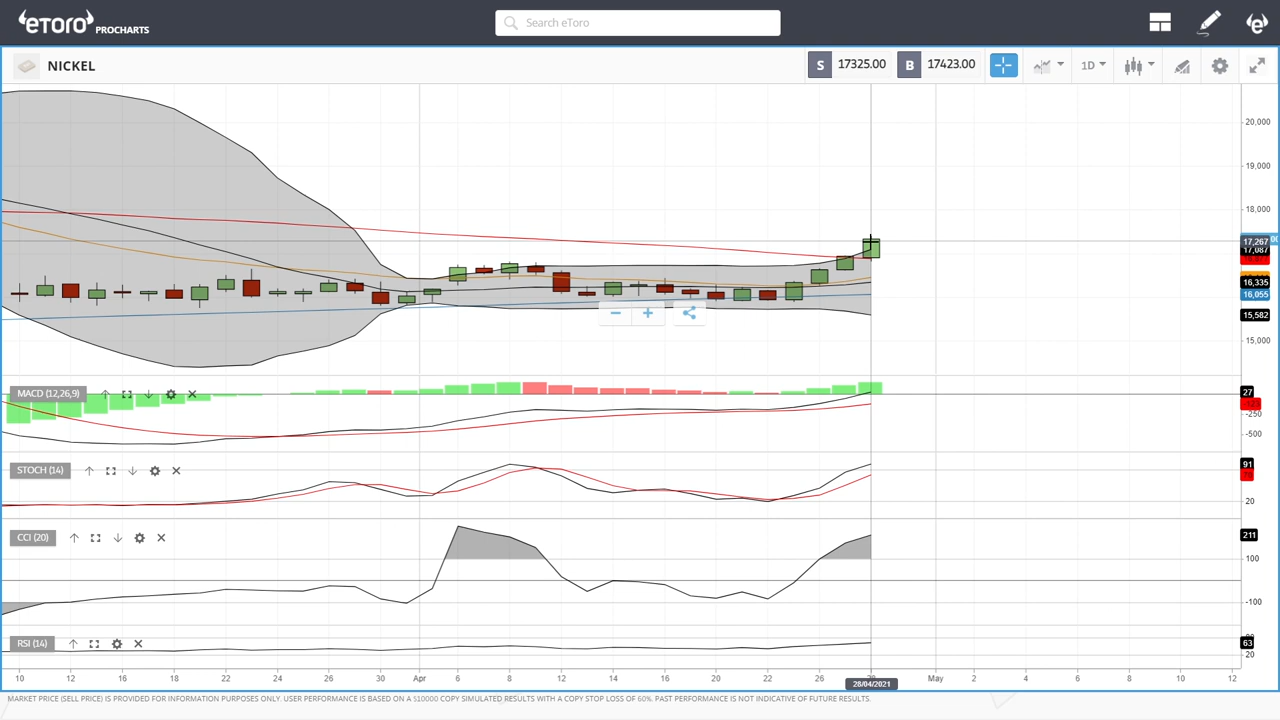 eToro PROCHARTS
Search eToro
NICKEL
S 17325.00 B 17423.00
1D
20,000
19,000
18,000
17,267
17,087
16,335
16,055
15,582
15,000
MACD (12,26,9)
27
-123
-250
-500
STOCH (14)
91
20
CCI (20)
211
100
-100
RSI (14)
63
20
10 12 16 18 22 24 26 30 Apr 6 8 12 14 16 20 22 26 May 2 4 6 8 10 12
28/04/2021
MARKET PRICE (SELL PRICE) IS PROVIDED FOR INFORMATION PURPOSES ONLY. USER PERFORMANCE IS BASED ON A $10000 COPY SIMULATED RESULTS WITH A COPY STOP LOSS OF 60%. PAST PERFORMANCE IS NOT INDICATIVE OF FUTURE RESULTS.